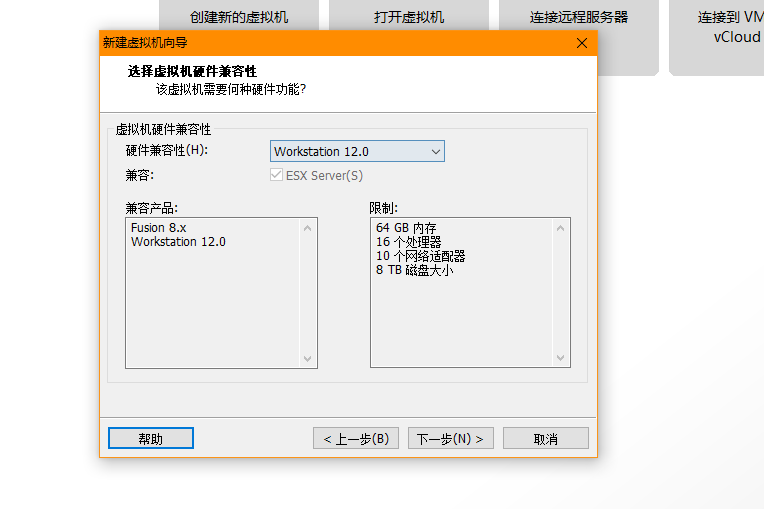 创建新的虚拟机
打开虚拟机
连接远程服务器
连接到 VM
vCloud
新建虚拟机向导
选择虚拟机硬件兼容性
该虚拟机需要何种硬件功能?
虚拟机硬件兼容性
硬件兼容性(H):
Workstation 12.0
兼容:
ESX Server(S)
兼容产品:
Fusion 8.x
Workstation 12.0
限制:
64 GB 内存
16 个处理器
10 个网络适配器
8 TB 磁盘大小
帮助
< 上一步(B)
下一步(N) >
取消